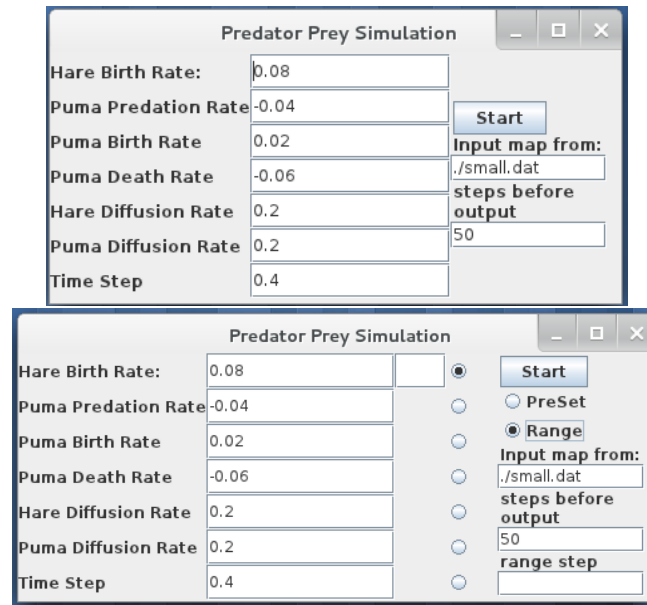 Predator Prey Simulation
Hare Birth Rate: 0.08
Puma Predation Rate -0.04
Start
Puma Birth Rate 0.02
Input map from:
Puma Death Rate -0.06
./small.dat
steps before
output
Hare Diffusion Rate 0.2
50
Puma Diffusion Rate 0.2
Time Step 0.4
Predator Prey Simulation
Hare Birth Rate: 0.08
Start
Puma Predation Rate -0.04
PreSet
Puma Birth Rate 0.02
Range
Input map from:
Puma Death Rate -0.06
./small.dat
steps before
output
Hare Diffusion Rate 0.2
50
Puma Diffusion Rate 0.2
range step
Time Step 0.4